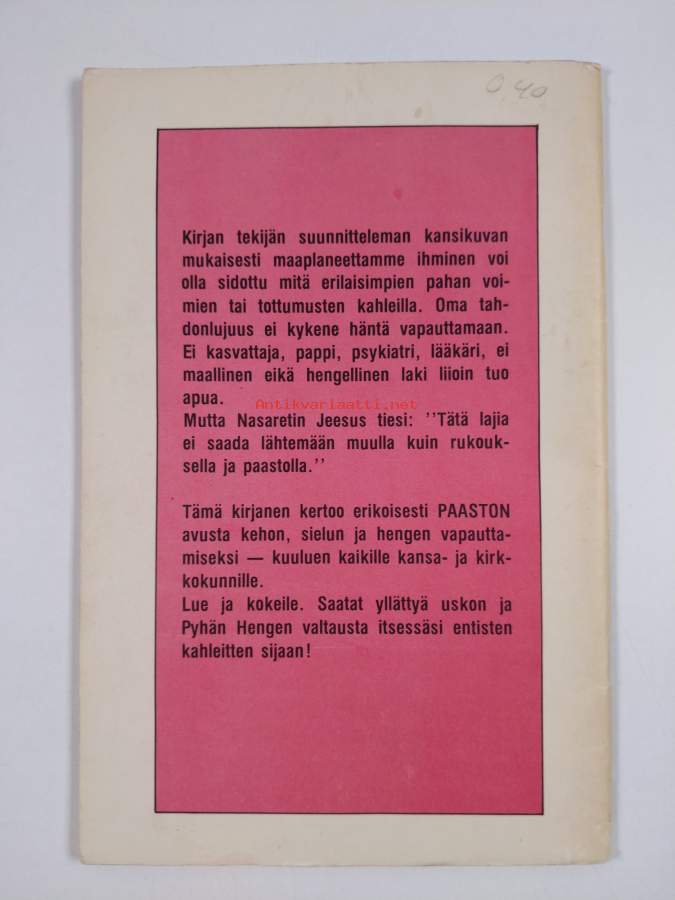 0 40
Kirjan tekijän suunnitteleman kansikuvan
mukaisesti maaplaneettamme ihminen voi
olla sidottu mitä erilaisimpien pahan voi-
mien tai tottumusten kahleilla. Oma tah-
donlujuus ei kykene häntä vapauttamaan.
Ei kasvattaja, pappi, psykiatri, lääkäri, ei
maallinen eikä hengellinen laki liioin tuo
apua.
Antikvariaatti.net
Mutta Nasaretin Jeesus tiesi: ''Tätä lajia
ei saada lähtemään muulla kuin rukouk-
sella ja paastolla.''
Tämä kirjanen kertoo erikoisesti PAASTON
avusta kehon, sielun ja hengen vapautta-
miseksi — kuuluen kaikille kansa- ja kirk-
kokunnille.
Lue ja kokeile. Saatat yllättyä uskon ja
Pyhän Hengen valtausta itsessäsi entisten
kahleitten sijaan!